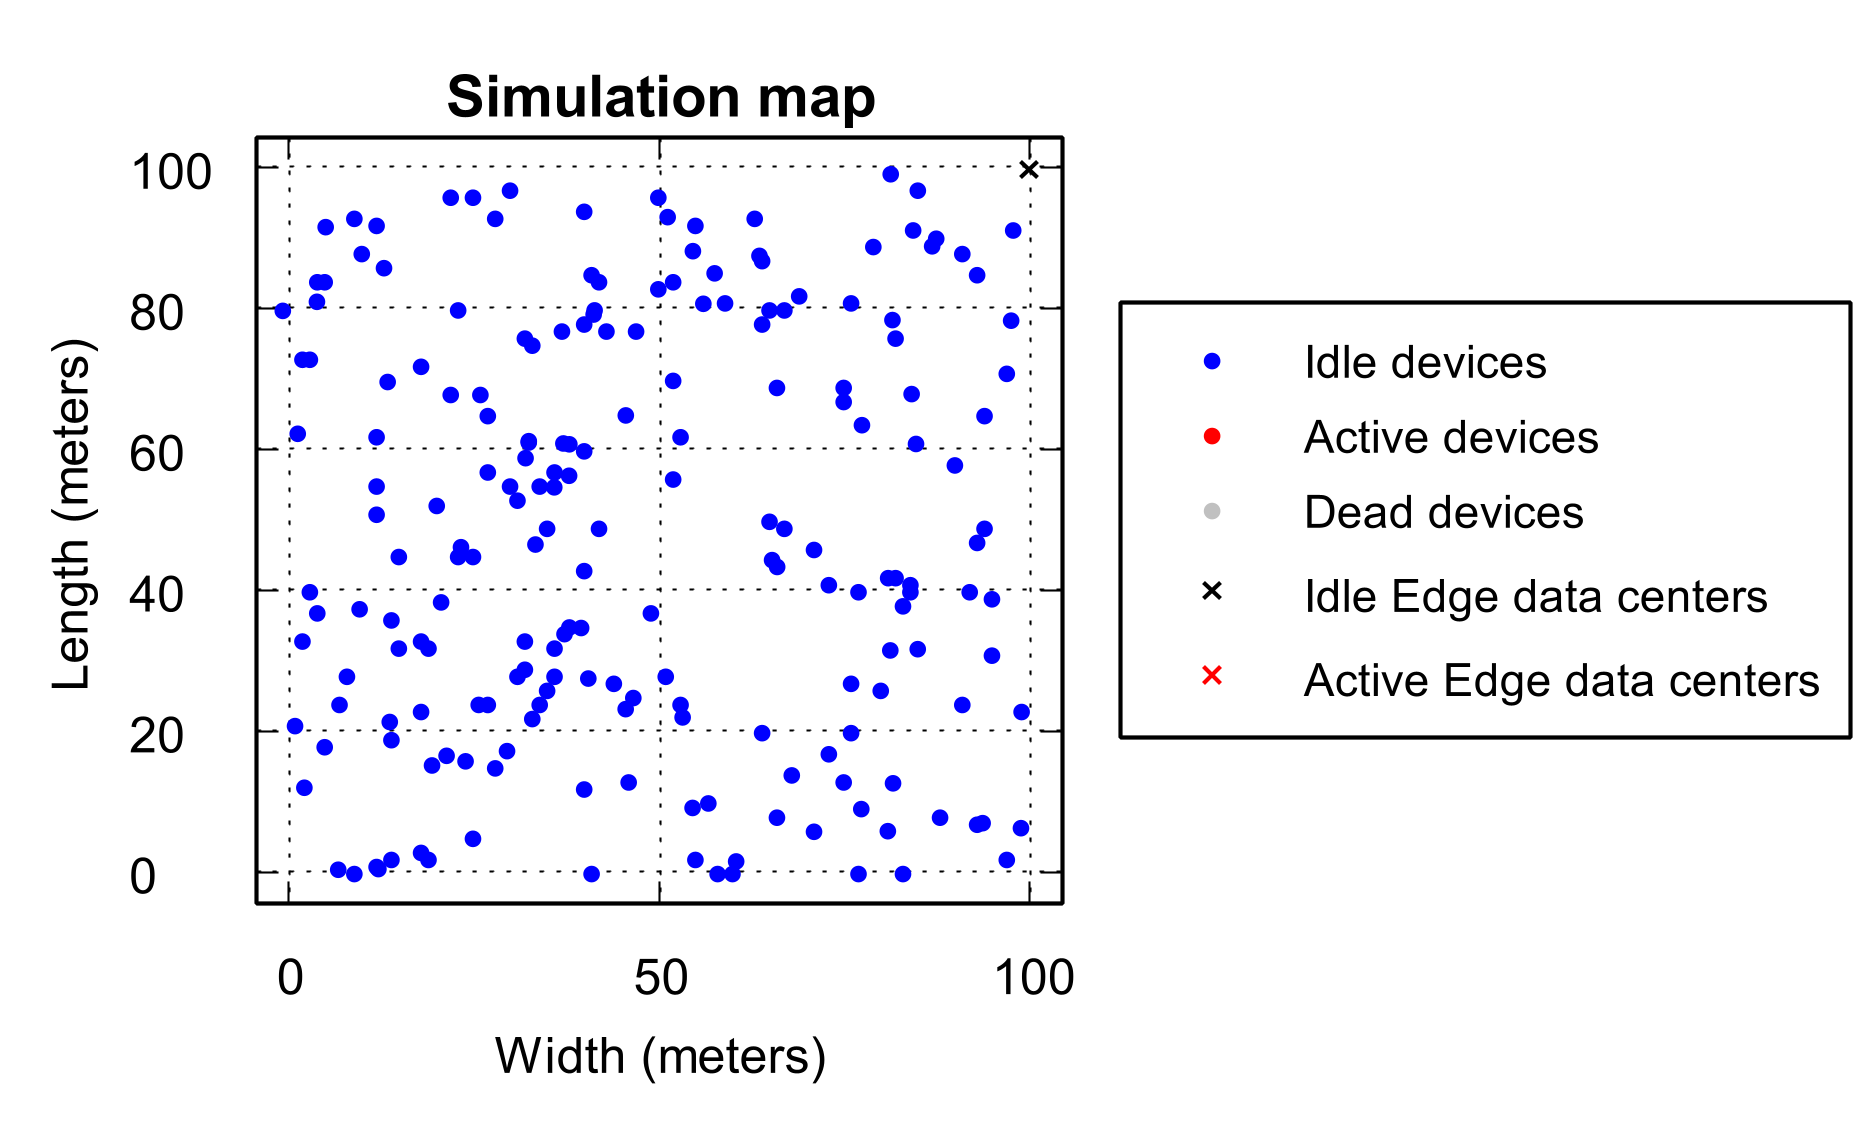 Simulation map
100
80
60
40
20
0
Length (meters)
0 50 100
Width (meters)
Idle devices
Active devices
Dead devices
Idle Edge data centers
Active Edge data centers